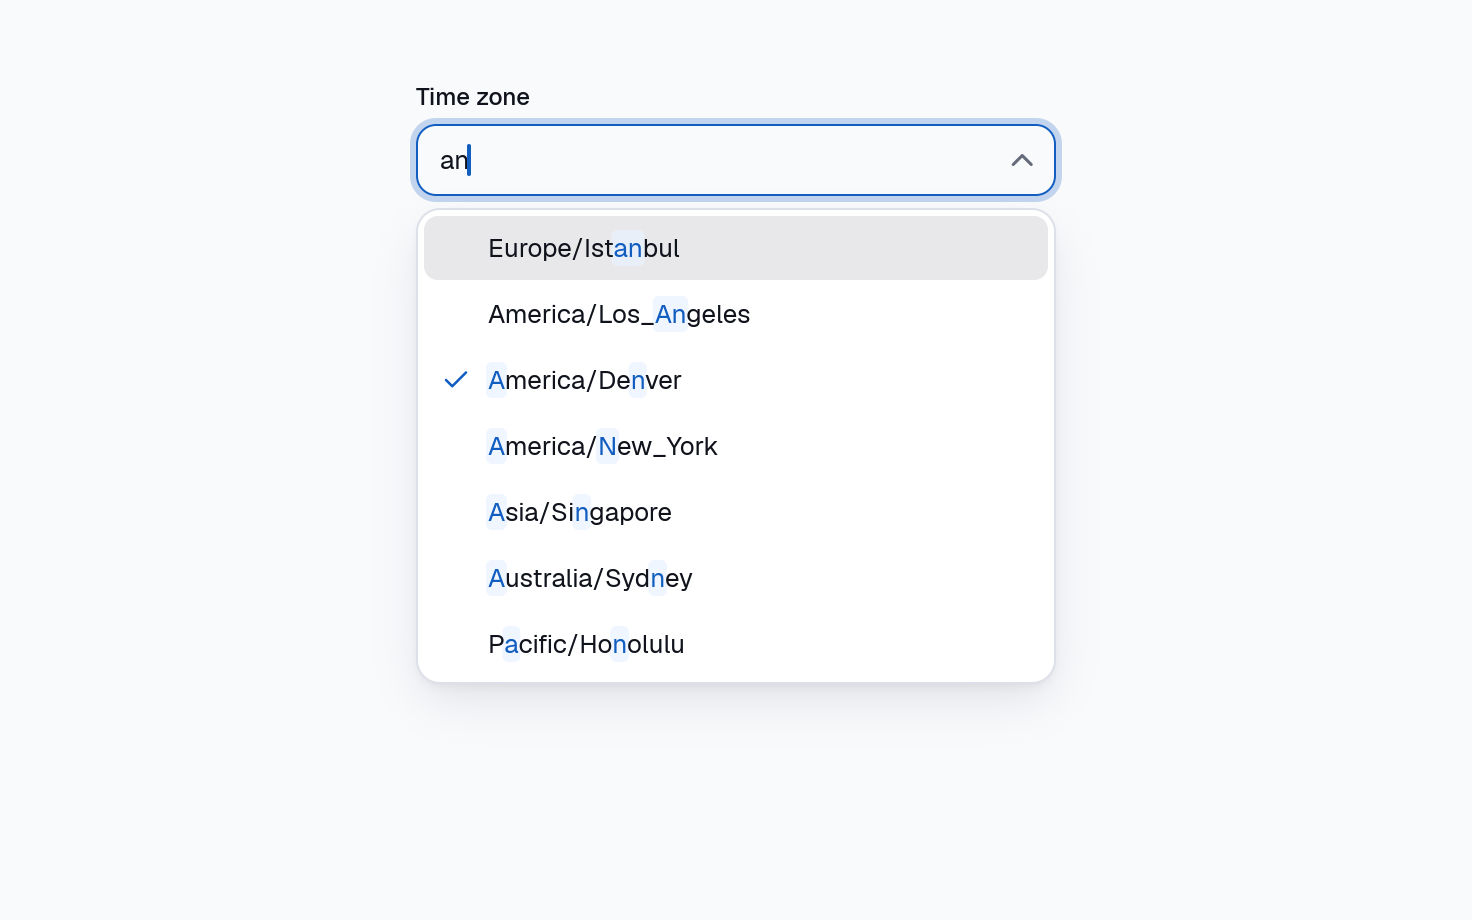 Time zone
an
Europe/Istanbul
America/Los_Angeles
America/Denver
America/New_York
Asia/Singapore
Australia/Sydney
Pacific/Honolulu